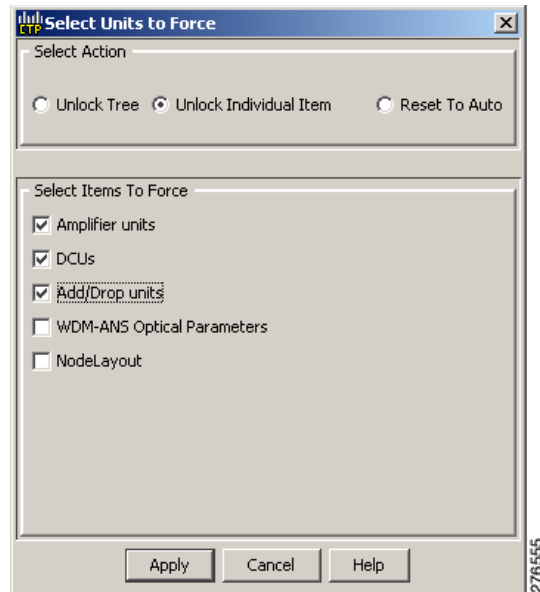 CTP Select Units to Force
Select Action
Unlock Tree Unlock Individual Item Reset To Auto
Select Items To Force
Amplifier units
DCUs
Add/Drop units
WDM-ANS Optical Parameters
NodeLayout
Apply Cancel Help
276555